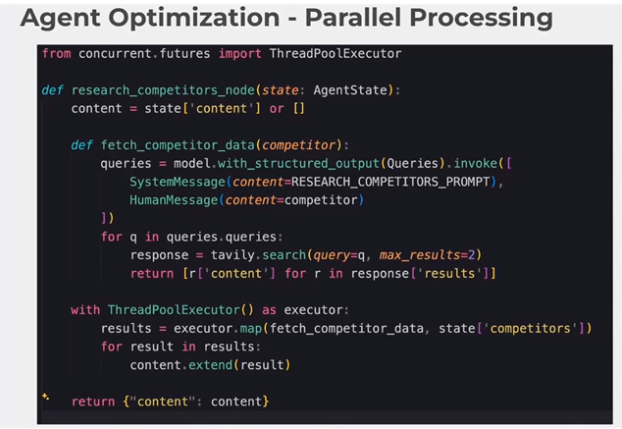 Agent Optimization - Parallel Processing
from concurrent.futures import ThreadPoolExecutor
def research_competitors_node(state: AgentState):
    content = state['content'] or []
    def fetch_competitor_data(competitor):
        queries = model.with_structured_output(Queries).invoke([
            SystemMessage(content=RESEARCH_COMPETITORS_PROMPT),
            HumanMessage(content=competitor)
        ])
        for q in queries.queries:
            response = tavily.search(query=q, max_results=2)
            return [r['content'] for r in response['results']]
    with ThreadPoolExecutor() as executor:
        results = executor.map(fetch_competitor_data, state['competitors'])
        for result in results:
            content.extend(result)
    return {"content": content}